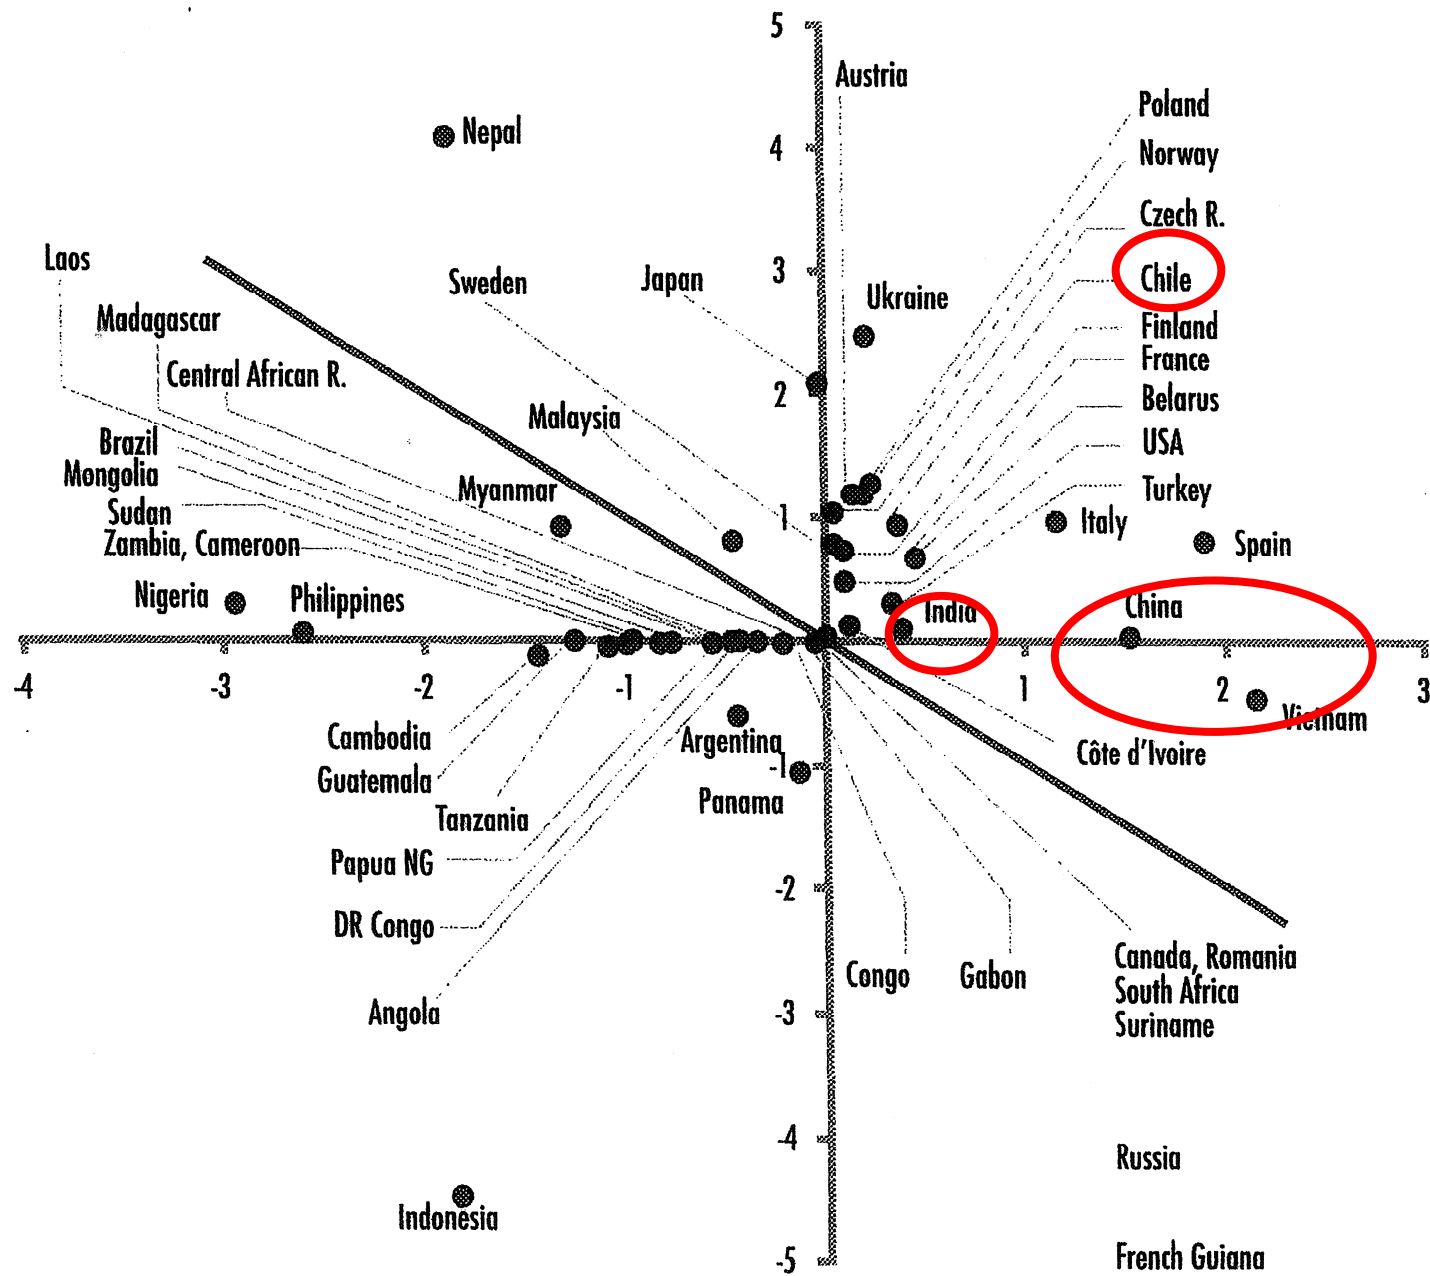 5
Austria
Poland
Nepal
4
Norway
Czech R.
Laos
Sweden
Japan
3
Chile
Ukraine
Madagascar
Finland
France
Central African R.
2
Belarus
Malaysia
Brazil
USA
Mongolia
Myanmar
Turkey
Sudan
1
Italy
Zambia, Cameroon
Spain
Nigeria
Philippines
India
China
-4
-3
-2
-1
1
2
3
Vietnam
Cambodia
Argentina
Côte d'Ivoire
-1
Guatemala
Panama
Tanzania
Papua NG
-2
DR Congo
Congo
Gabon
Canada, Romania
South Africa
Suriname
Angola
-3
-4
Russia
Indonesia
-5
French Guiana